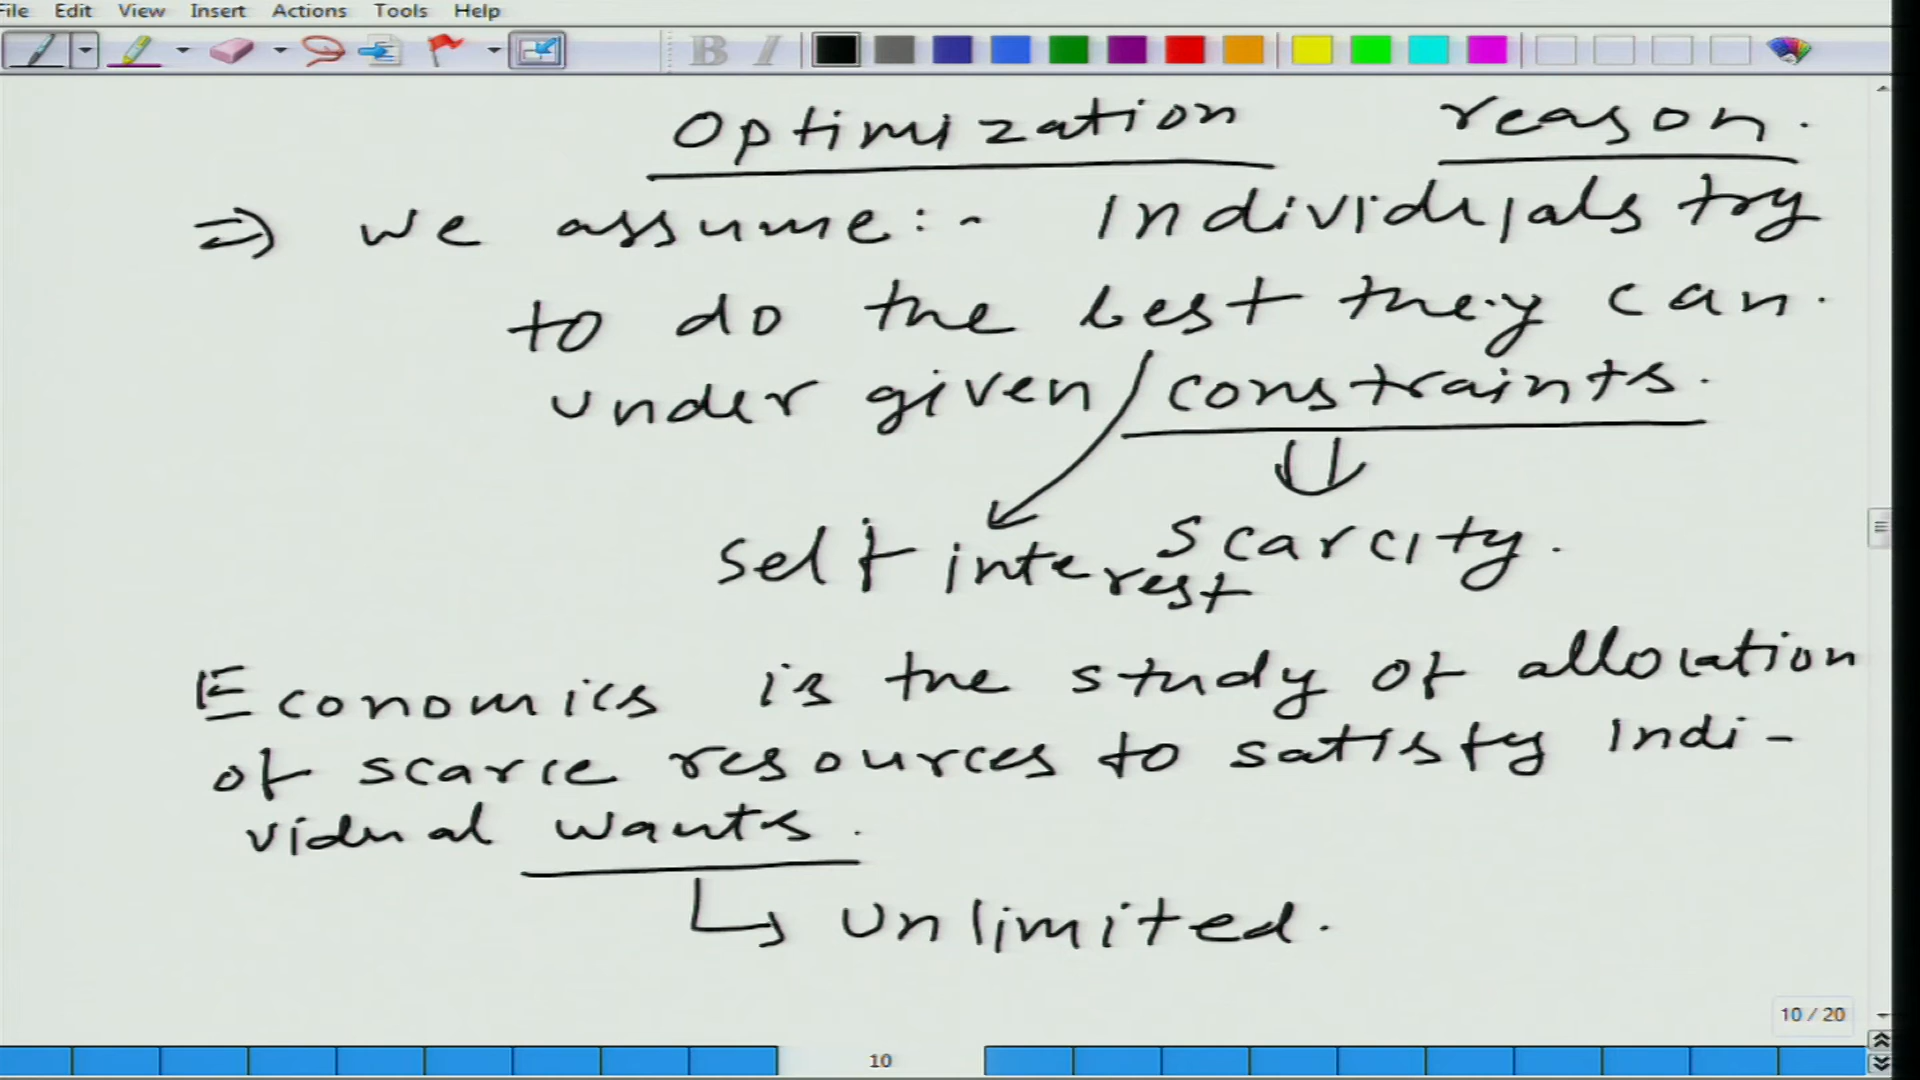 File Edit View Insert Actions Tools Help
B I
Optimization reason.
⇒ We assume:- Individuals try
to do the best they can.
under given constraints.
Self interest scarcity.
Economics is the study of allocation
of scarce resources to satisfy indi-
vidual wants.
↳ Unlimited.
10 / 20
10